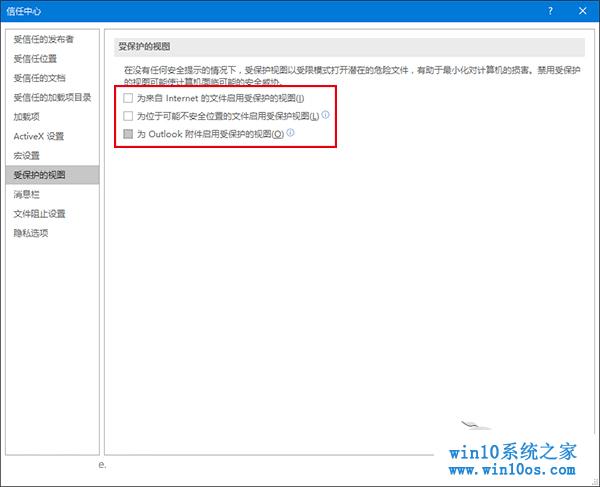 信任中心
?
受信任的发布者
受信任位置
受信任的文档
受信任的加载项目录
加载项
ActiveX 设置
宏设置
受保护的视图
消息栏
文件阻止设置
隐私选项
受保护的视图
在没有任何安全提示的情况下，受保护视图以受限模式打开潜在的危险文件，有助于最小化对计算机的损害。禁用受保护
的视图可能使计算机面临可能的安全威胁。
为来自 Internet 的文件启用受保护的视图(I)
为位于可能不安全位置的文件启用受保护视图(L)
为 Outlook 附件启用受保护的视图(O)
e.
win10系统之家
www.win10os.com